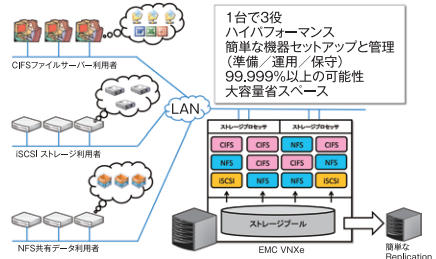 1台で3役
ハイパフォーマンス
簡単な機器セットアップと管理
(準備/運用/保守)
99,999%以上の可能性
大容量省スペース
CIFSファイルサーバー利用者
LAN
iSCSI ストレージ利用者
NFS共有データ利用者
ストレージプロセッサ ストレージプロセッサ
CIFS CIFS NFS CIFS
NFS CIFS CIFS NFS
iSCSI NFS NFS iSCSI
ストレージプール
EMC VNXe
簡単な
Replication